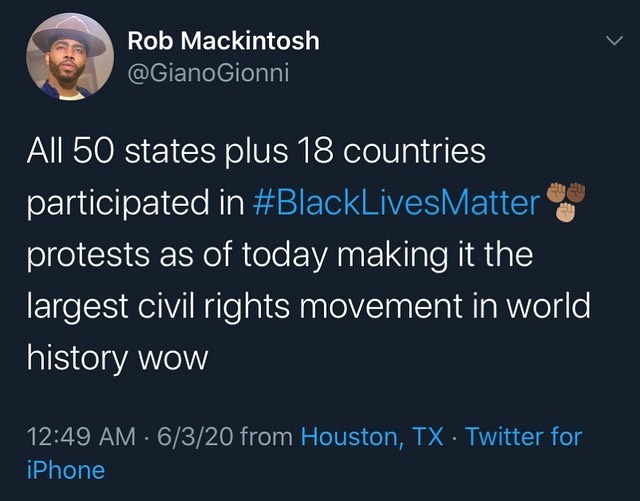 Rob Mackintosh
@GianoGionni
All 50 states plus 18 countries
participated in #BlackLivesMatter ✊🏽✊🏾✊🏼
protests as of today making it the
largest civil rights movement in world
history wow
12:49 AM · 6/3/20 from Houston, TX · Twitter for
iPhone